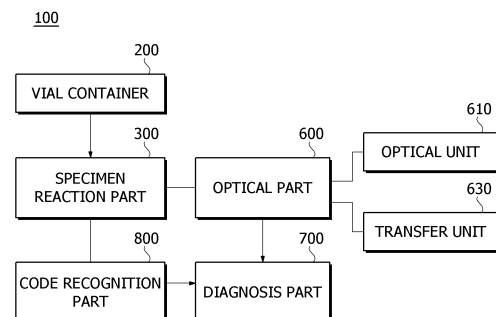 100
200
VIAL CONTAINER
300
SPECIMEN
REACTION PART
600
OPTICAL PART
610
OPTICAL UNIT
630
TRANSFER UNIT
800
CODE RECOGNITION
PART
700
DIAGNOSIS PART